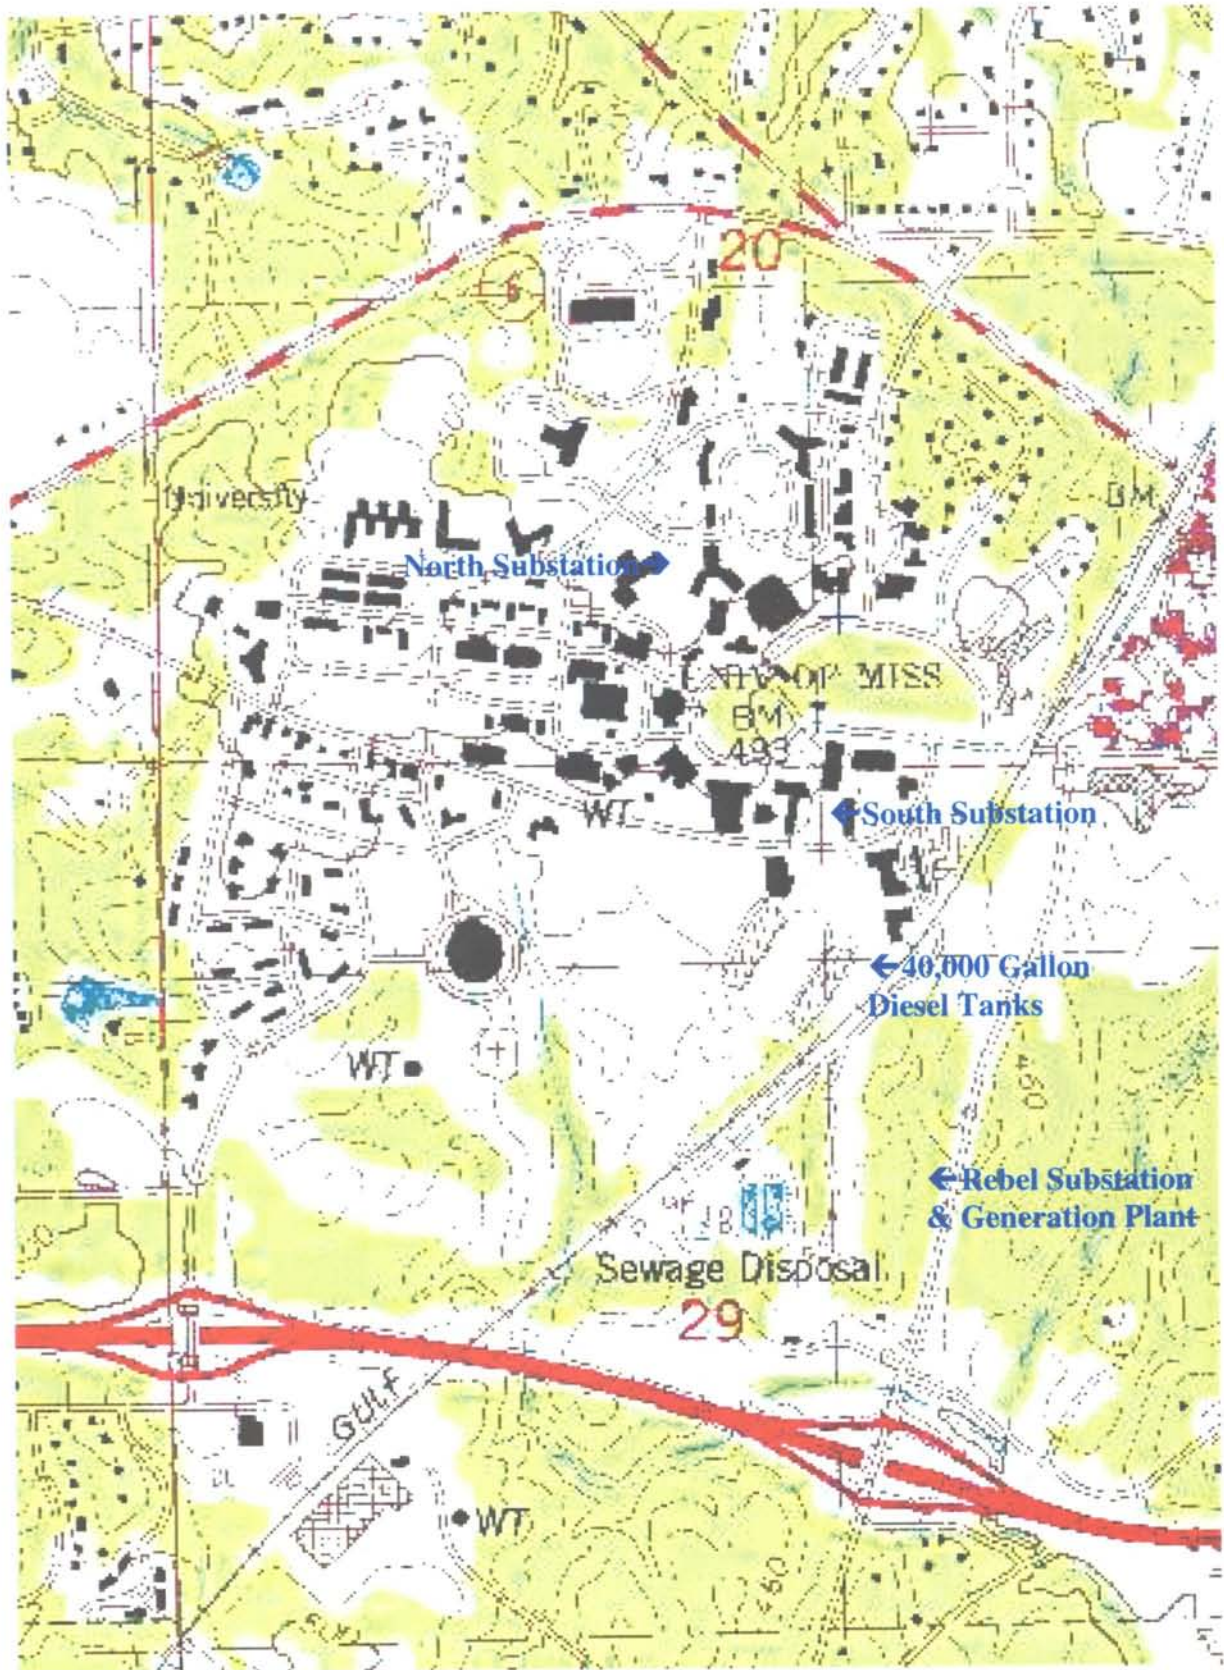 20
University
BM
North Substation→
UNIV OF MISS
BM
493
WT
←South Substation
←40,000 Gallon
Diesel Tanks
WT
460
←Rebel Substation
& Generation Plant
Sewage Disposal
29
GULF
WT
460